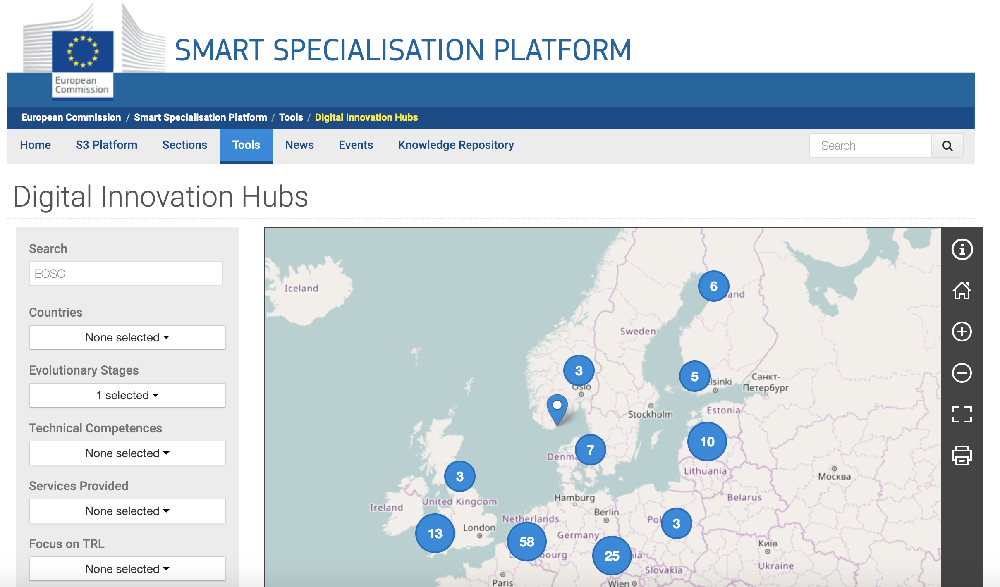 SMART SPECIALISATION PLATFORM
European
Commission
European Commission / Smart Specialisation Platform / Tools / Digital Innovation Hubs
Home S3 Platform Sections Tools News Events Knowledge Repository Search
Digital Innovation Hubs
Search
EOSC
Countries
None selected
Evolutionary Stages
1 selected
Technical Competences
None selected
Services Provided
None selected
Focus on TRL
None selected
Iceland
6
and
Sweden
3
Oslo
5
lsinki
Санкт-
Петербург
Stockholm
Estonia
10
7
Denma
Lithuania
Москва
3
Hamburg
Belarus
United Kingdom
Ireland
Berlin
Netherlands
Pol
3
London
13
58
Germany
Київ
25
nia
bourg
Ukraine
Slovakia
Paris
Wien